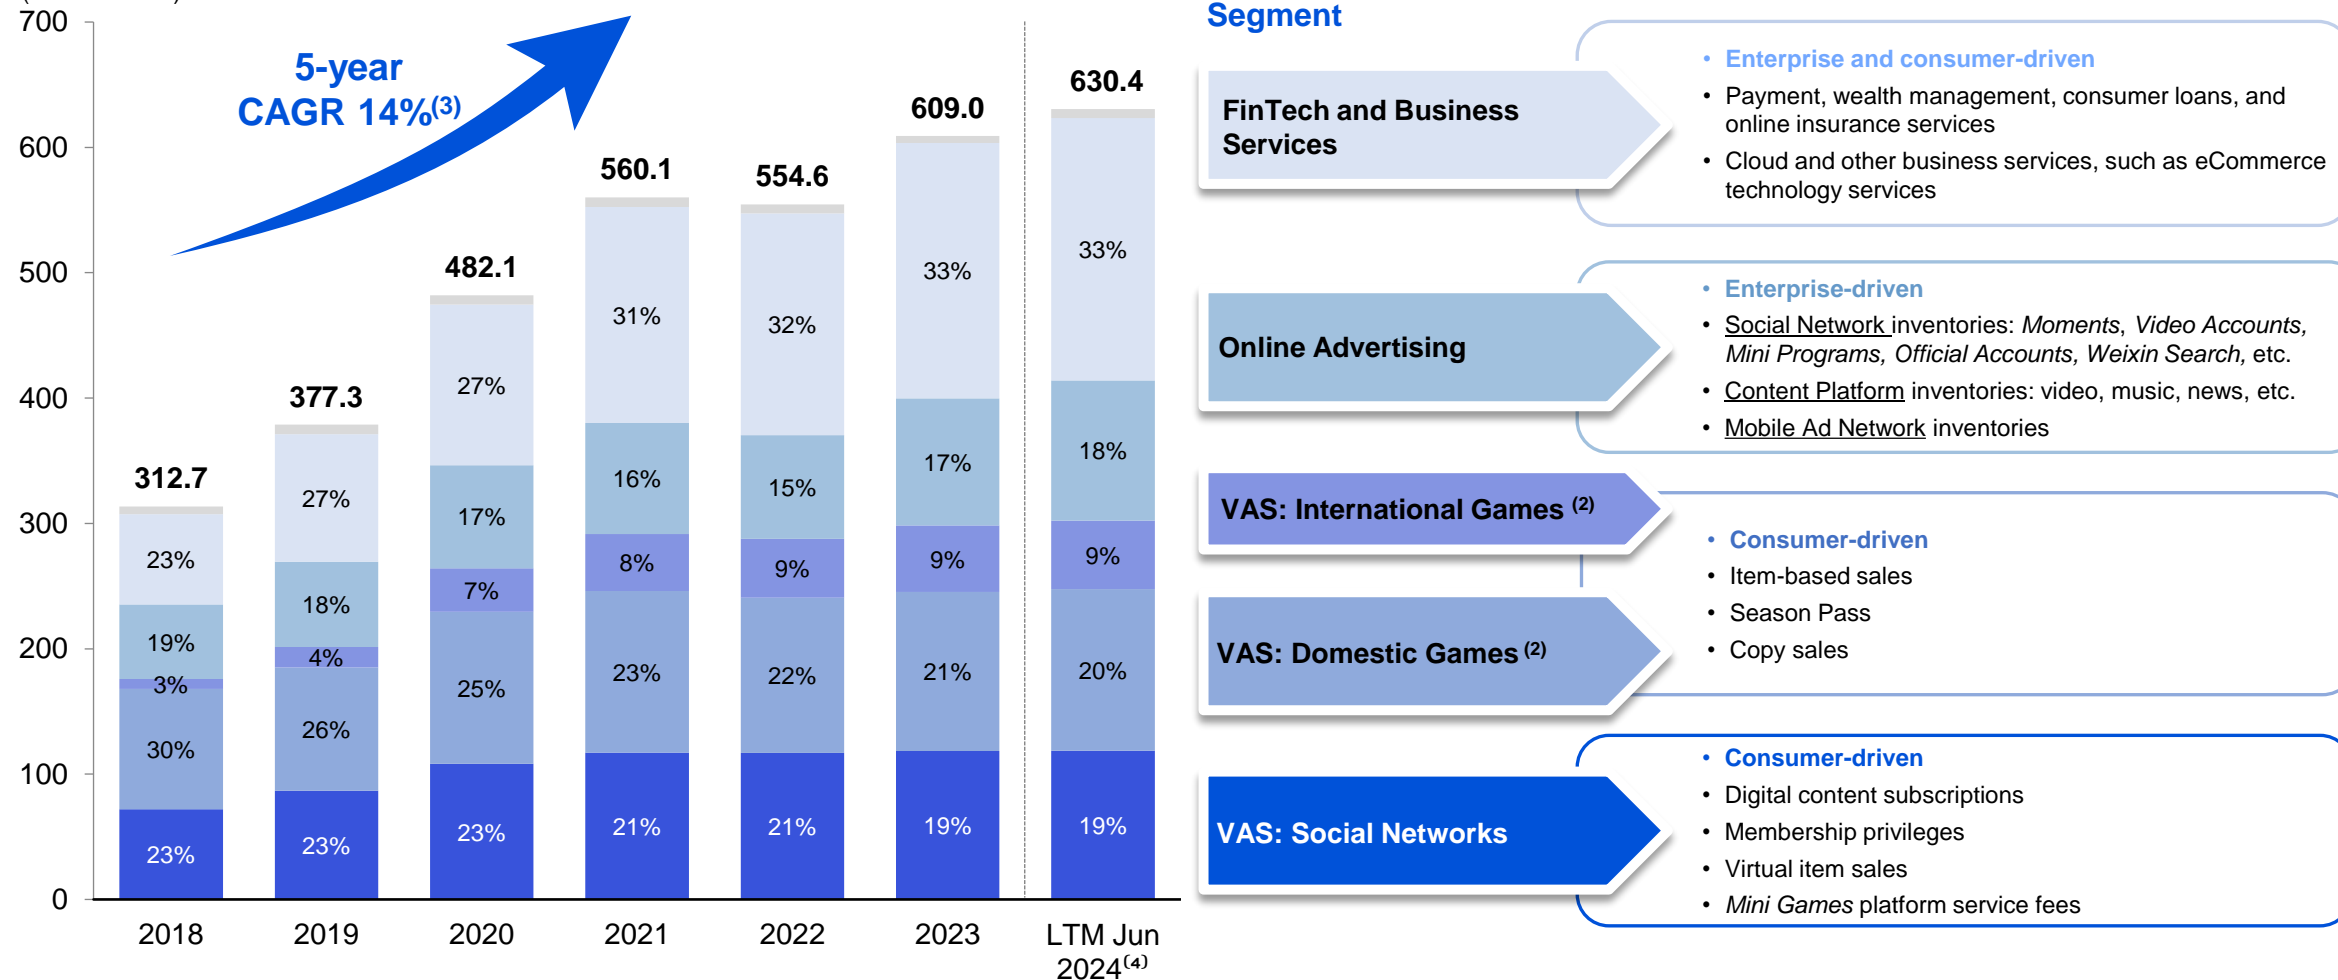 700
600
500
400
300
200
100
0
5-year
CAGR 14%(3)
312.7
23%
19%
3%
30%
23%
2018
377.3
27%
18%
4%
26%
23%
2019
482.1
27%
17%
7%
25%
23%
2020
560.1
31%
16%
8%
23%
21%
2021
554.6
32%
15%
9%
22%
21%
2022
609.0
33%
17%
9%
21%
19%
2023
630.4
33%
18%
9%
20%
19%
LTM Jun
2024(4)
Segment
FinTech and Business
Services
• Enterprise and consumer-driven
• Payment, wealth management, consumer loans, and
online insurance services
• Cloud and other business services, such as eCommerce
technology services
Online Advertising
• Enterprise-driven
• Social Network inventories: Moments, Video Accounts,
Mini Programs, Official Accounts, Weixin Search, etc.
• Content Platform inventories: video, music, news, etc.
• Mobile Ad Network inventories
VAS: International Games (2)
VAS: Domestic Games (2)
• Consumer-driven
• Item-based sales
• Season Pass
• Copy sales
VAS: Social Networks
• Consumer-driven
• Digital content subscriptions
• Membership privileges
• Virtual item sales
• Mini Games platform service fees